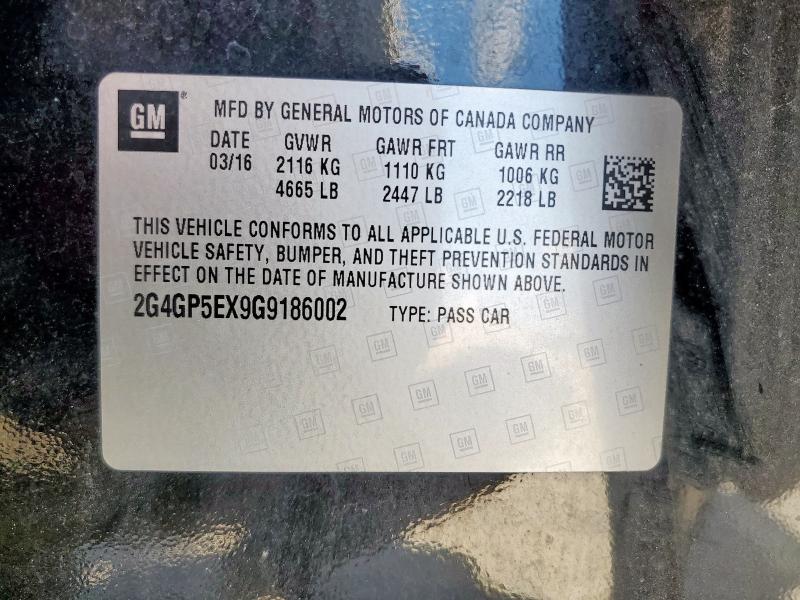 GM® MFD BY GENERAL MOTORS OF CANADA COMPANY
DATE GVWR GAWR FRT GAWR RR
03/16 2116 KG 1110 KG 1006 KG
4665 LB 2447 LB 2218 LB
THIS VEHICLE CONFORMS TO ALL APPLICABLE U.S. FEDERAL MOTOR
VEHICLE SAFETY, BUMPER, AND THEFT PREVENTION STANDARDS IN
EFFECT ON THE DATE OF MANUFACTURE SHOWN ABOVE.
2G4GP5EX9G9186002 TYPE: PASS CAR